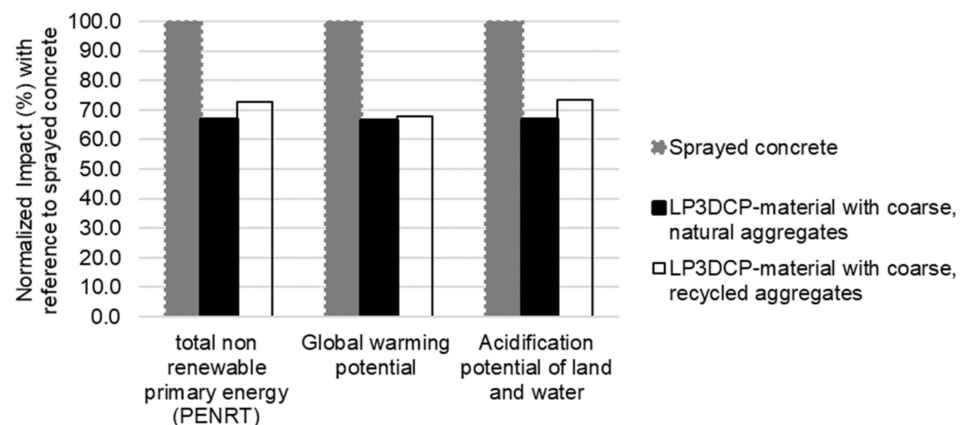 Normalized Impact (%) with
reference to sprayed concrete
100.0
90.0
80.0
70.0
60.0
50.0
40.0
30.0
20.0
10.0
0.0
total non
renewable
primary energy
(PENRT)
Global warming
potential
Acidification
potential of land
and water
Sprayed concrete
LP3DCP-material with coarse,
natural aggregates
LP3DCP-material with coarse,
recycled aggregates